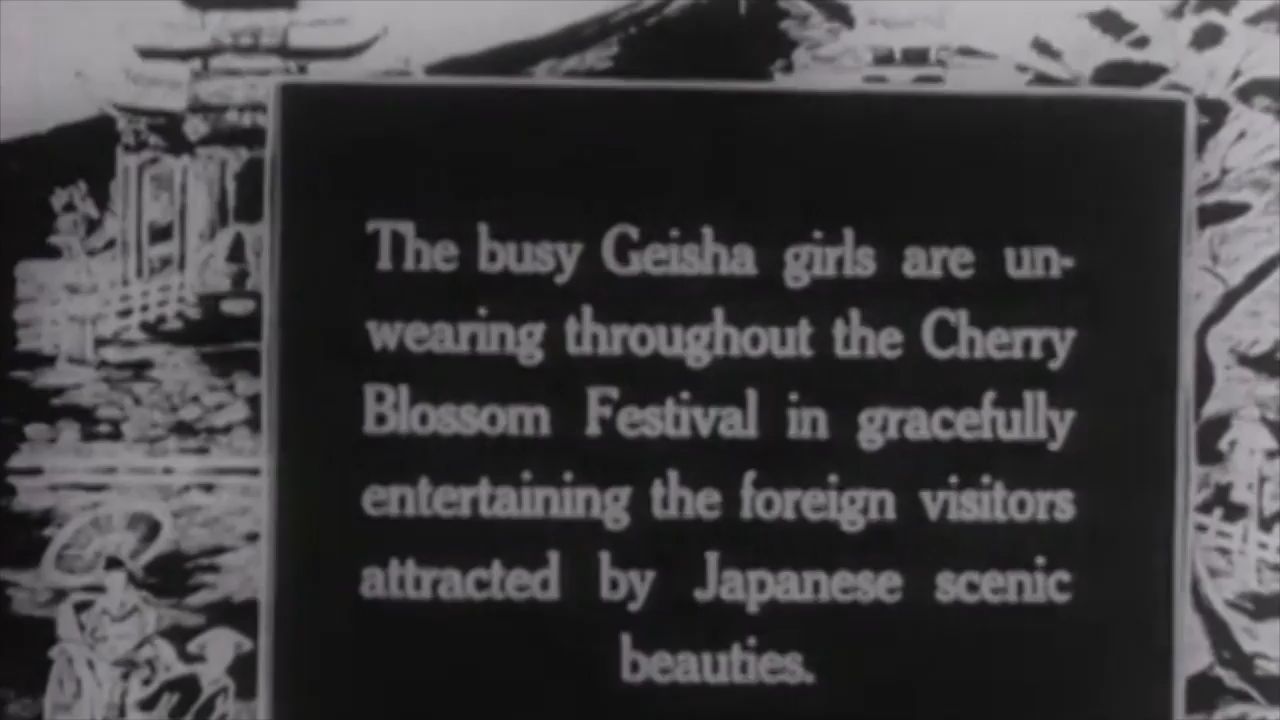 The busy Geisha girls are un-
wearing throughout the Cherry
Blossom Festival in gracefully
entertaining the foreign visitors
attracted by Japanese scenic
beauties.